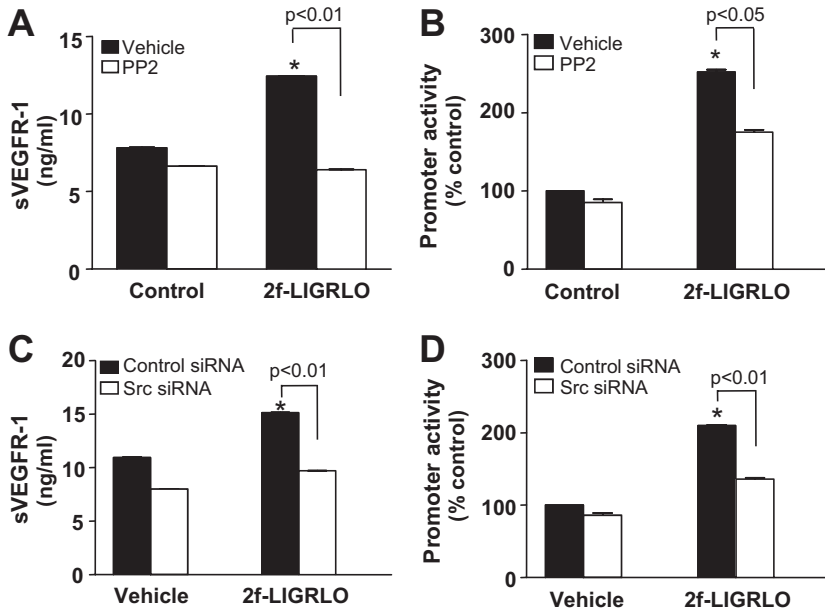 A
15
10
5
0
sVEGFR-1
(ng/ml)
Vehicle
PP2
p<0.01
*
Control
2f-LIGRLO
B
300
200
100
0
Promoter activity
(% control)
Vehicle
PP2
p<0.05
*
Control
2f-LIGRLO
C
20
15
10
5
0
sVEGFR-1
(ng/ml)
Control siRNA
Src siRNA
p<0.01
*
Vehicle
2f-LIGRLO
D
300
200
100
0
Promoter activity
(% control)
Control siRNA
Src siRNA
p<0.01
*
Vehicle
2f-LIGRLO